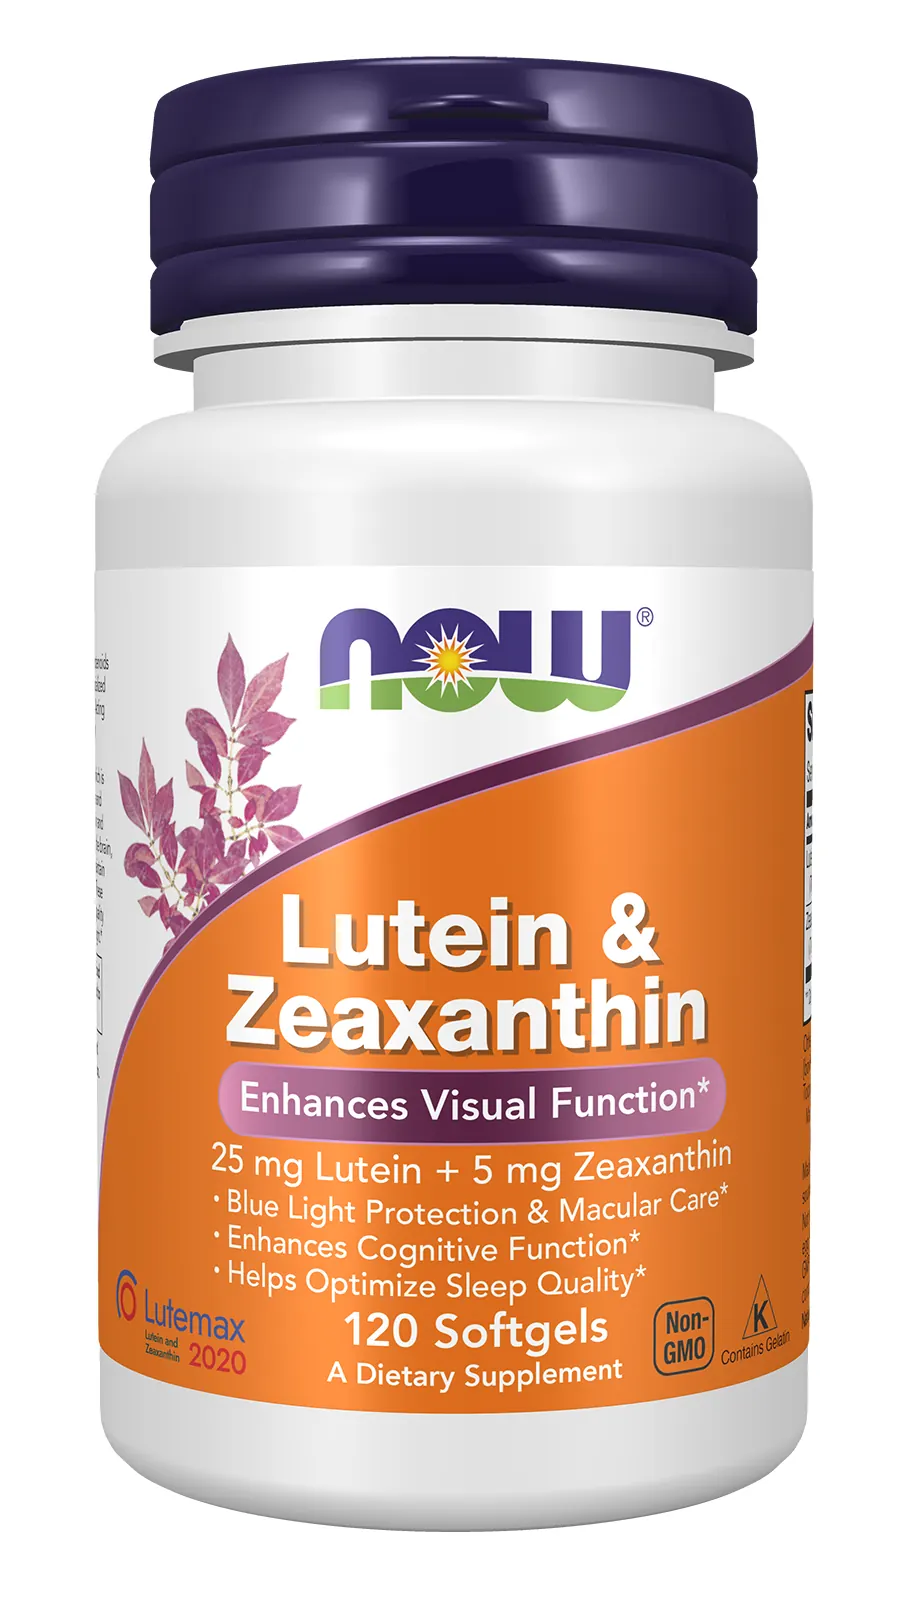 now®
Lutein &
Zeaxanthin
Enhances Visual Function*
25 mg Lutein + 5 mg Zeaxanthin
• Blue Light Protection & Macular Care*
• Enhances Cognitive Function*
• Helps Optimize Sleep Quality*
120 Softgels
A Dietary Supplement
Lutemax
Lutein and
Zeaxanthin 2020
Non-
GMO
K
Contains Gelatin